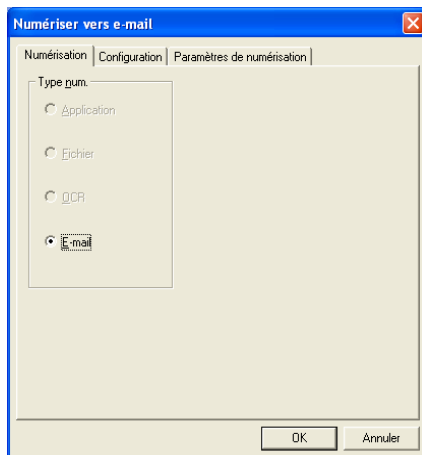 Numériser vers e-mail
Numérisation Configuration Paramètres de numérisation
Type num.
Application
Fichier
OCR
E-mail
OK Annuler